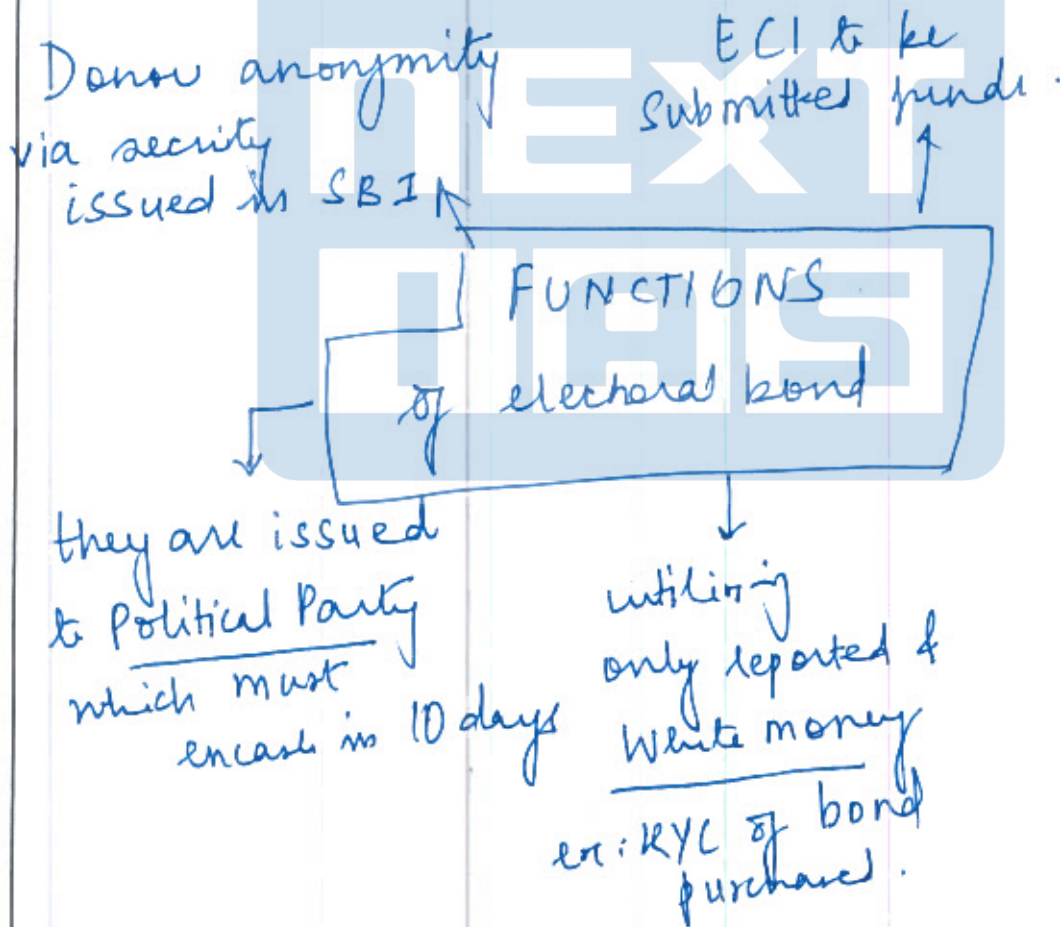 Donor anonymity
via secrity
issued in SBI
ECI to be
submitted funds.
NEXT
IAS
FUNCTIONS
of electoral bond
they are issued
to Political Party
which must
encash in 10 days
utilizing
only reported &
White money
ex: KYC of bond
purchased.